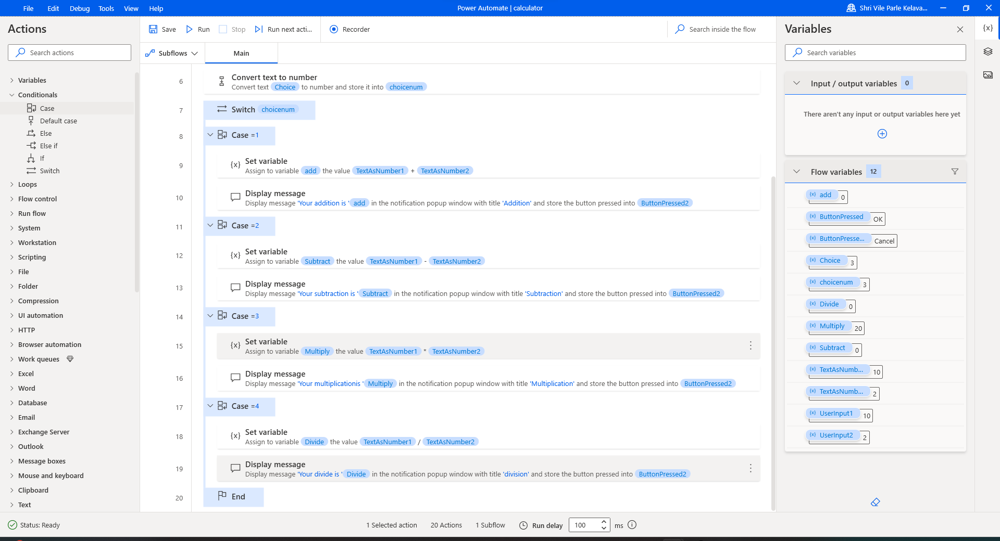 File Edit Debug Tools View Help
Power Automate | calculator
Shri Vile Parle Kelava...
Actions
Search actions
Variables
Conditionals
Case
Default case
Else
Else if
If
Switch
Loops
Flow control
Run flow
System
Workstation
Scripting
File
Folder
Compression
UI automation
HTTP
Browser automation
Work queues
Excel
Word
Database
Email
Exchange Server
Outlook
Message boxes
Mouse and keyboard
Clipboard
Text
Save Run Stop Run next acti... Recorder
Search inside the flow
Subflows Main
6 Convert text to number
Convert text Choice to number and store it into choicenum
7 Switch choicenum
8 Case =1
9 {x} Set variable
Assign to variable add the value TextAsNumber1 + TextAsNumber2
10 Display message
Display message 'Your addition is ' add in the notification popup window with title 'Addition' and store the button pressed into ButtonPressed2
11 Case =2
12 {x} Set variable
Assign to variable Subtract the value TextAsNumber1 - TextAsNumber2
13 Display message
Display message 'Your subtraction is ' Subtract in the notification popup window with title 'Subtraction' and store the button pressed into ButtonPressed2
14 Case =3
15 {x} Set variable
Assign to variable Multiply the value TextAsNumber1 * TextAsNumber2
16 Display message
Display message 'Your multiplicationis ' Multiply in the notification popup window with title 'Multiplication' and store the button pressed into ButtonPressed2
17 Case =4
18 {x} Set variable
Assign to variable Divide the value TextAsNumber1 / TextAsNumber2
19 Display message
Display message 'Your divide is ' Divide in the notification popup window with title 'division' and store the button pressed into ButtonPressed2
20 End
Variables
{x}
Search variables
Input / output variables 0
There aren't any input or output variables here yet
Flow variables 12
{x} add 0
{x} ButtonPressed OK
{x} ButtonPresse... Cancel
{x} Choice 3
{x} choicenum 3
{x} Divide 0
{x} Multiply 20
{x} Subtract 0
{x} TextAsNumb... 10
{x} TextAsNumb... 2
{x} UserInput1 10
{x} UserInput2 2
Status: Ready
1 Selected action 20 Actions 1 Subflow Run delay 100 ms